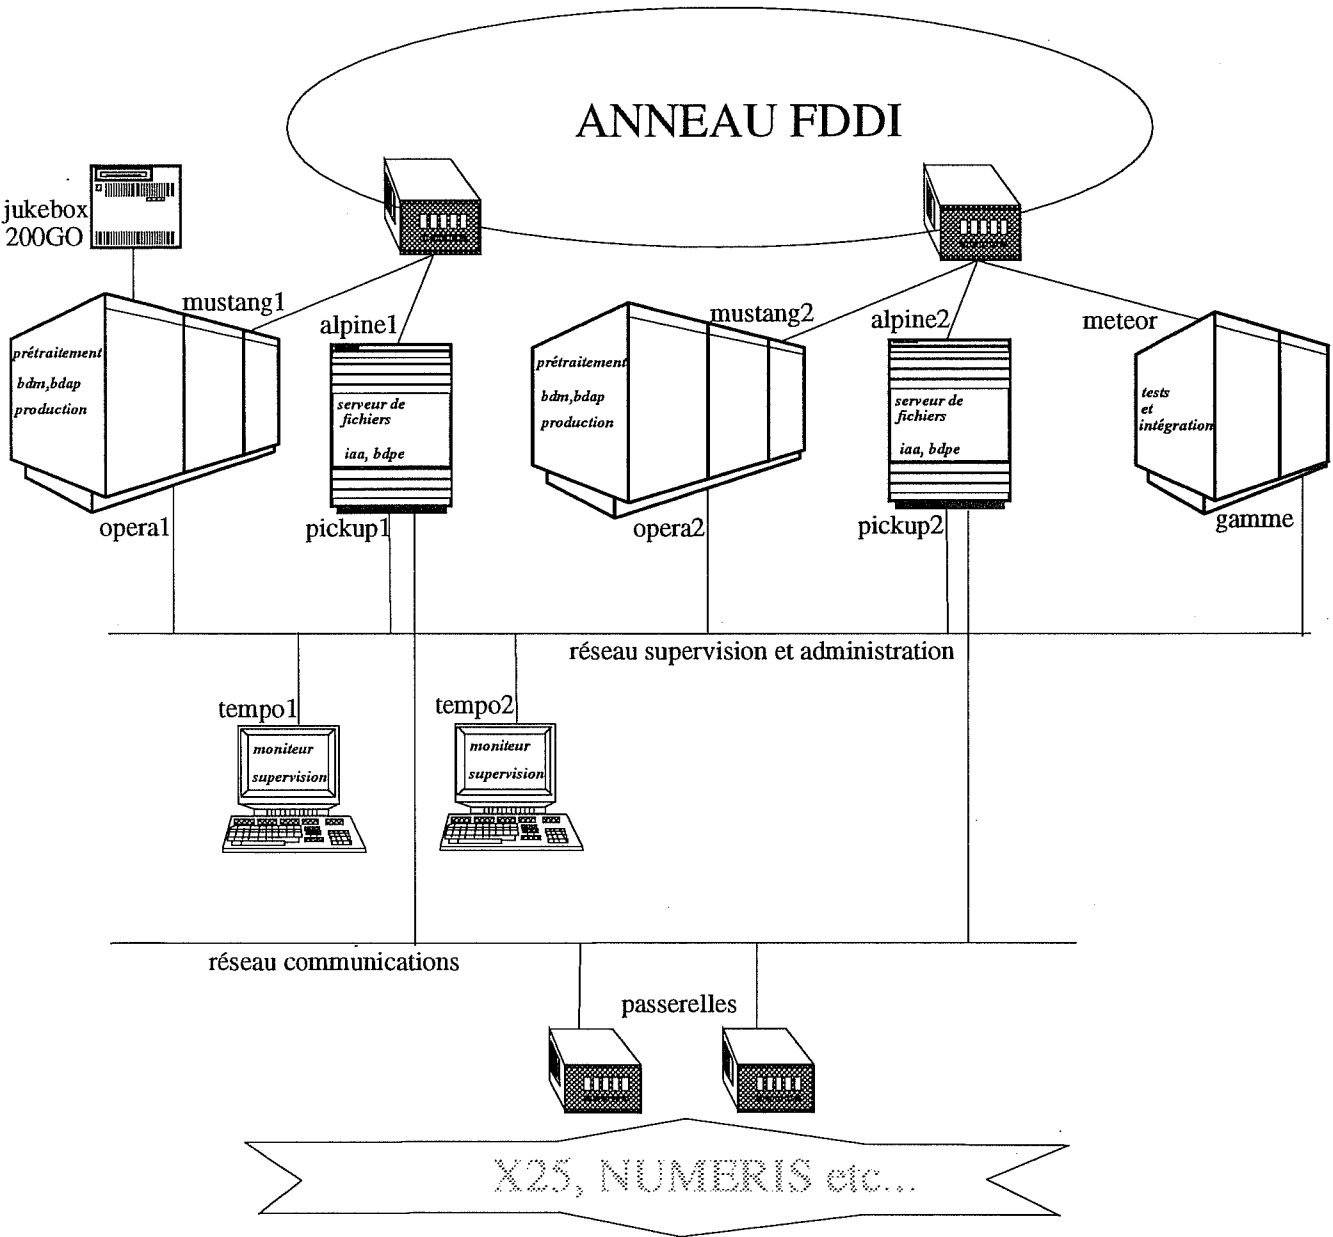 ANNEAU FDDI
jukebox
200GO
mustang1
alpine1
mustang2
alpine2
meteor
prétraitement
bdm,bdap
production
serveur de
fichiers
iaa, bdpe
prétraitement
bdm,bdap
production
serveur de
fichiers
iaa, bdpe
tests
et
intégration
opera1
pickup1
opera2
pickup2
gamme
réseau supervision et administration
tempo1
tempo2
moniteur
supervision
moniteur
supervision
réseau communications
passerelles
X25, NUMERIS etc...